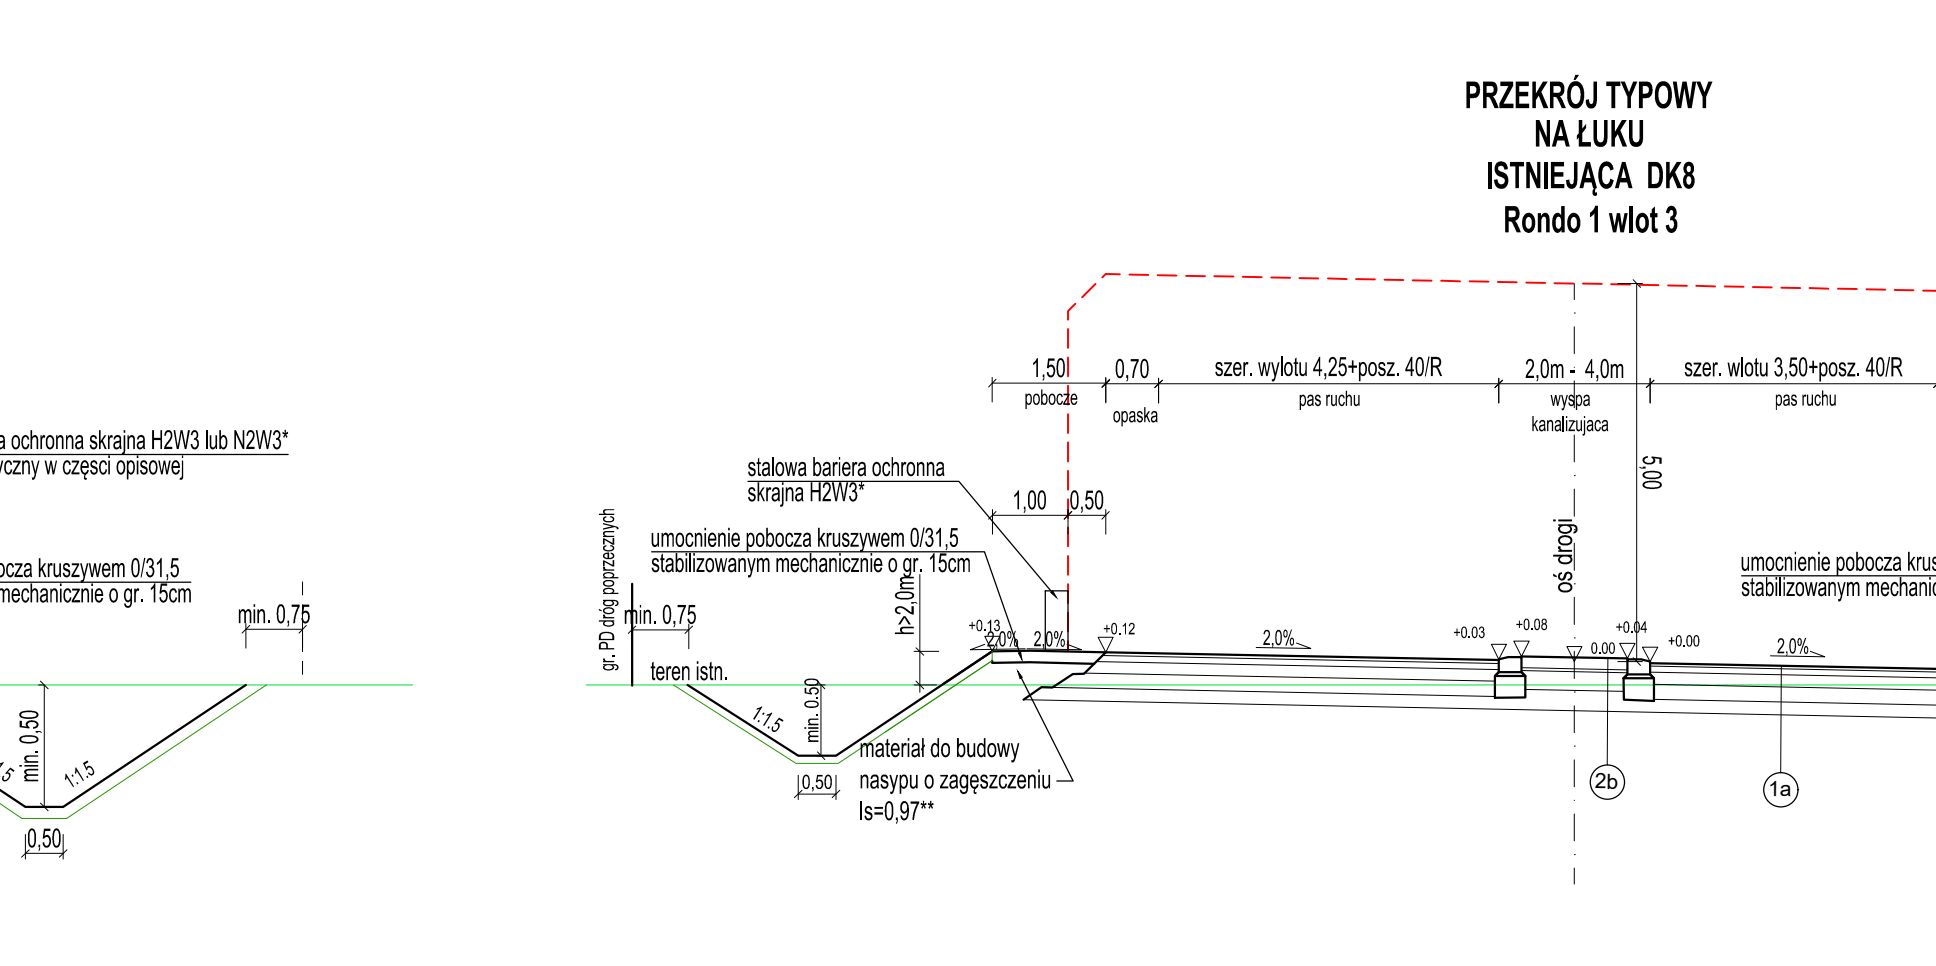 PRZEKRÓJ TYPOWY
NA ŁUKU
ISTNIEJĄCA DK8
Rondo 1 wlot 3
a ochronna skrajna H2W3 lub N2W3*
yczny w częsci opisowej
bocza kruszywem 0/31,5
mechanicznie o gr. 15cm
min. 0,75
min. 0,50
1:1.5
0,50
1,50
pobocze
0,70
opaska
szer. wylotu 4,25+posz. 40/R
pas ruchu
2,0m - 4,0m
wyspa
kanalizujaca
szer. wlotu 3,50+posz. 40/R
pas ruchu
5,00
stalowa bariera ochronna
skrajna H2W3*
1,00
0,50
umocnienie pobocza kruszywem 0/31,5
stabilizowanym mechanicznie o gr. 15cm
gr. PD dróg poprzecznych
min. 0,75
h>2,0m
teren istn.
oś drogi
umocnienie pobocza krus
stabilizowanym mechanic
+0.13
2,0%
2,0%
+0.12
2,0%
+0.03
+0.08
0.00
+0.04
+0.00
2,0%
1:1.5
min. 0.50
0,50
materiał do budowy
nasypu o zagęszczeniu
Is=0,97**
2b
1a